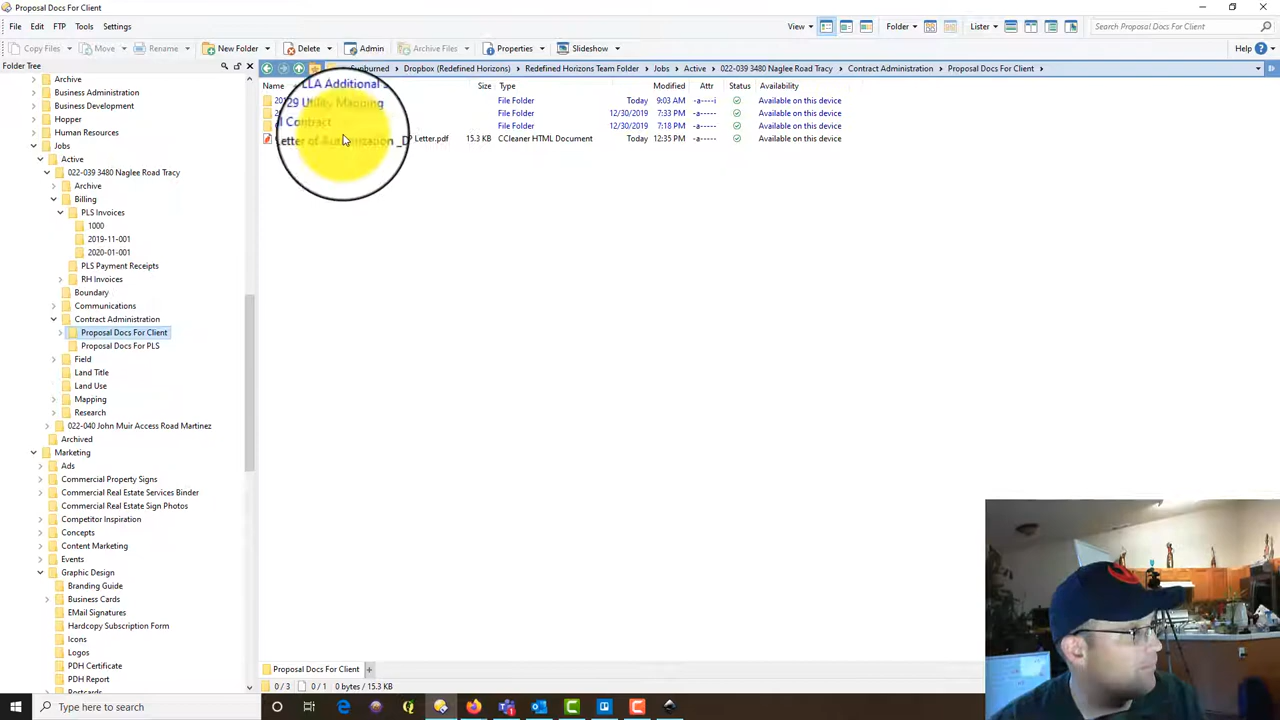 Proposal Docs For Client
File Edit FTP Tools Settings View Folder Lister Search Proposal Docs For Client
Copy Files Move Rename New Folder Delete Admin Archive Files Properties Slideshow Help
Folder Tree
Dropbox (Redefined Horizons) Redefined Horizons Team Folder Jobs Active 022-039 3480 Naglee Road Tracy Contract Administration Proposal Docs For Client
Archive
Business Administration
Business Development
Hopper
Human Resources
Jobs
Active
022-039 3480 Naglee Road Tracy
Archive
Billing
PLS Invoices
1000
2019-11-001
2020-01-001
PLS Payment Receipts
RH Invoices
Boundary
Communications
Contract Administration
Proposal Docs For Client
Proposal Docs For PLS
Field
Land Title
Land Use
Mapping
Research
022-040 John Muir Access Road Martinez
Archived
Marketing
Ads
Commercial Property Signs
Commercial Real Estate Services Binder
Commercial Real Estate Sign Photos
Competitor Inspiration
Concepts
Content Marketing
Events
Graphic Design
Branding Guide
Business Cards
EMail Signatures
Hardcopy Subscription Form
Icons
Logos
PDH Certificate
PDH Report
Postcards
Name Size Type Modified Attr Status Availability
LLA Additional File Folder Today 9:03 AM -a----i Available on this device
29 Utility Mapping File Folder 12/30/2019 7:33 PM -a----- Available on this device
Contract File Folder 12/30/2019 7:18 PM -a----- Available on this device
Letter of Authorization Letter.pdf 15.3 KB CCleaner HTML Document Today 12:35 PM -a----- Available on this device
Proposal Docs For Client +
0 / 3 0 / 1 0 bytes / 15.3 KB
Type here to search